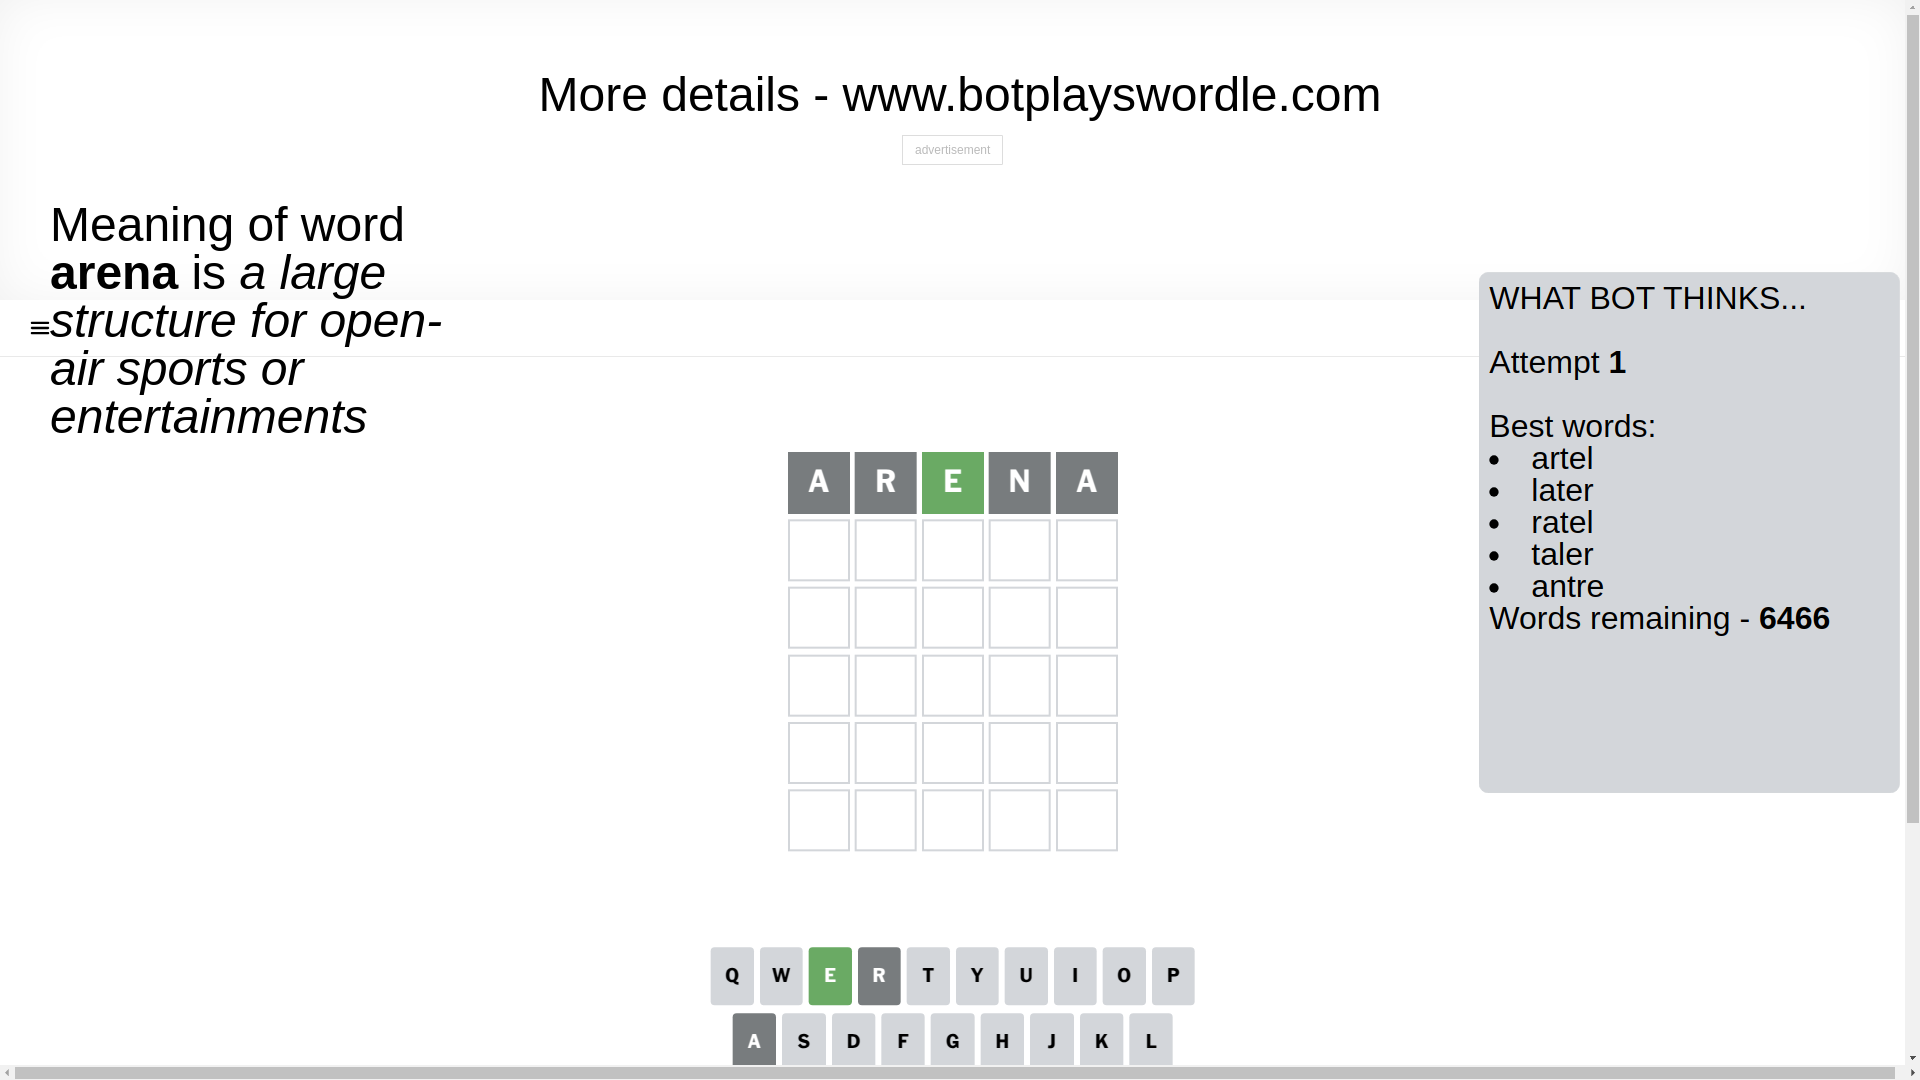 More details - www.botplayswordle.com
advertisement
Meaning of word
arena is a large
structure for open-
air sports or
entertainments
WHAT BOT THINKS...
Attempt 1
Best words:
• artel
• later
• ratel
• taler
• antre
Words remaining - 6466
A R E N A
Q W E R T Y U I O P
A S D F G H J K L